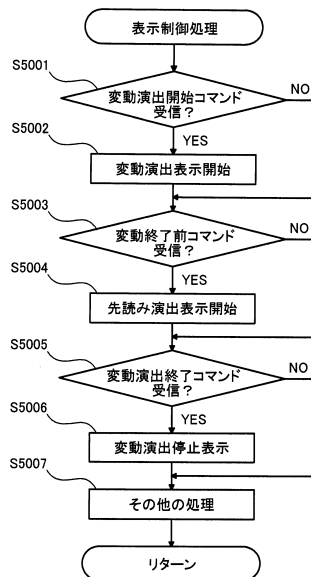 表示制御処理
S5001
変動演出開始コマンド
受信？
NO
YES
S5002
変動演出表示開始
S5003
変動終了前コマンド
受信？
NO
YES
S5004
先読み演出表示開始
S5005
変動演出終了コマンド
受信？
NO
YES
S5006
変動演出停止表示
S5007
その他の処理
リターン